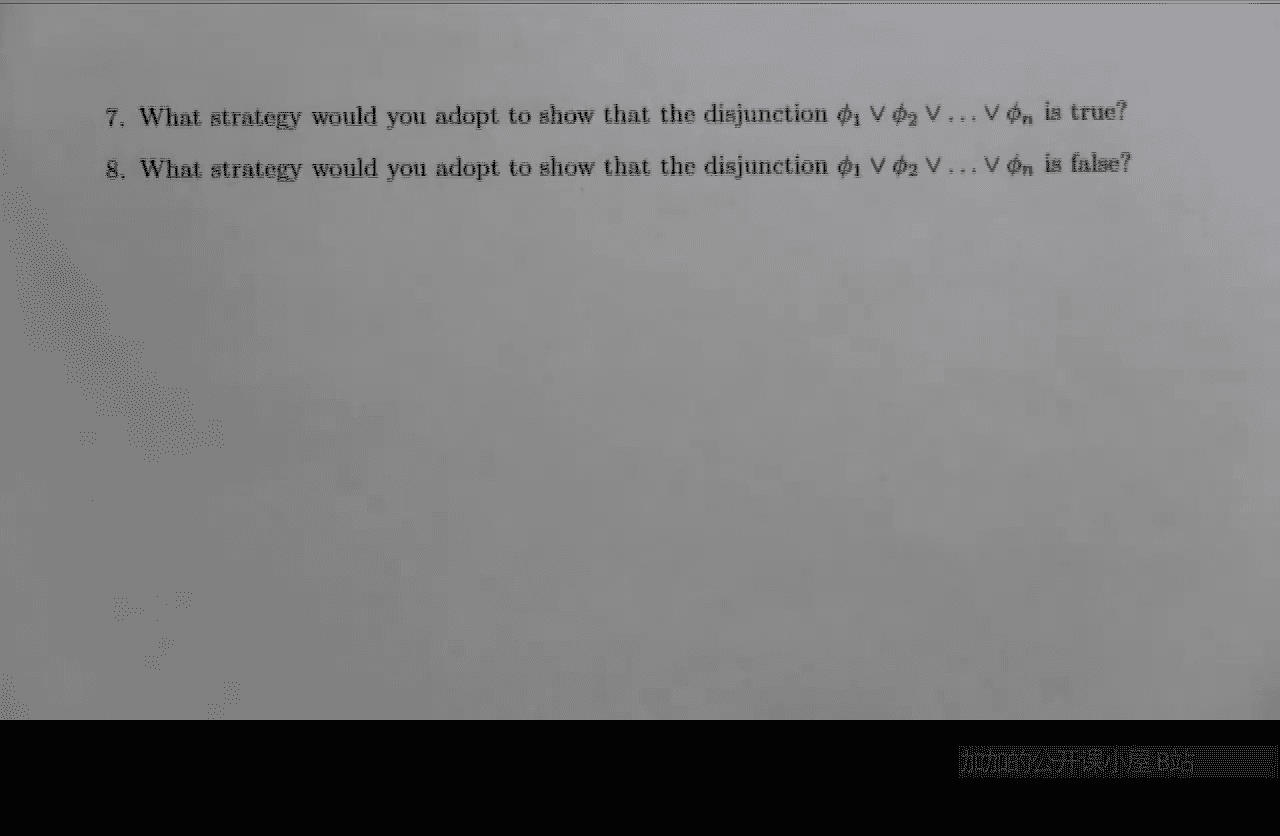 7. What strategy would you adopt to show that the disjunction ϕ₁ ∨ ϕ₂ ∨ . . . ∨ ϕₙ is true?
8. What strategy would you adopt to show that the disjunction ϕ₁ ∨ ϕ₂ ∨ . . . ∨ ϕₙ is false?
加加的公开课小屋 B站